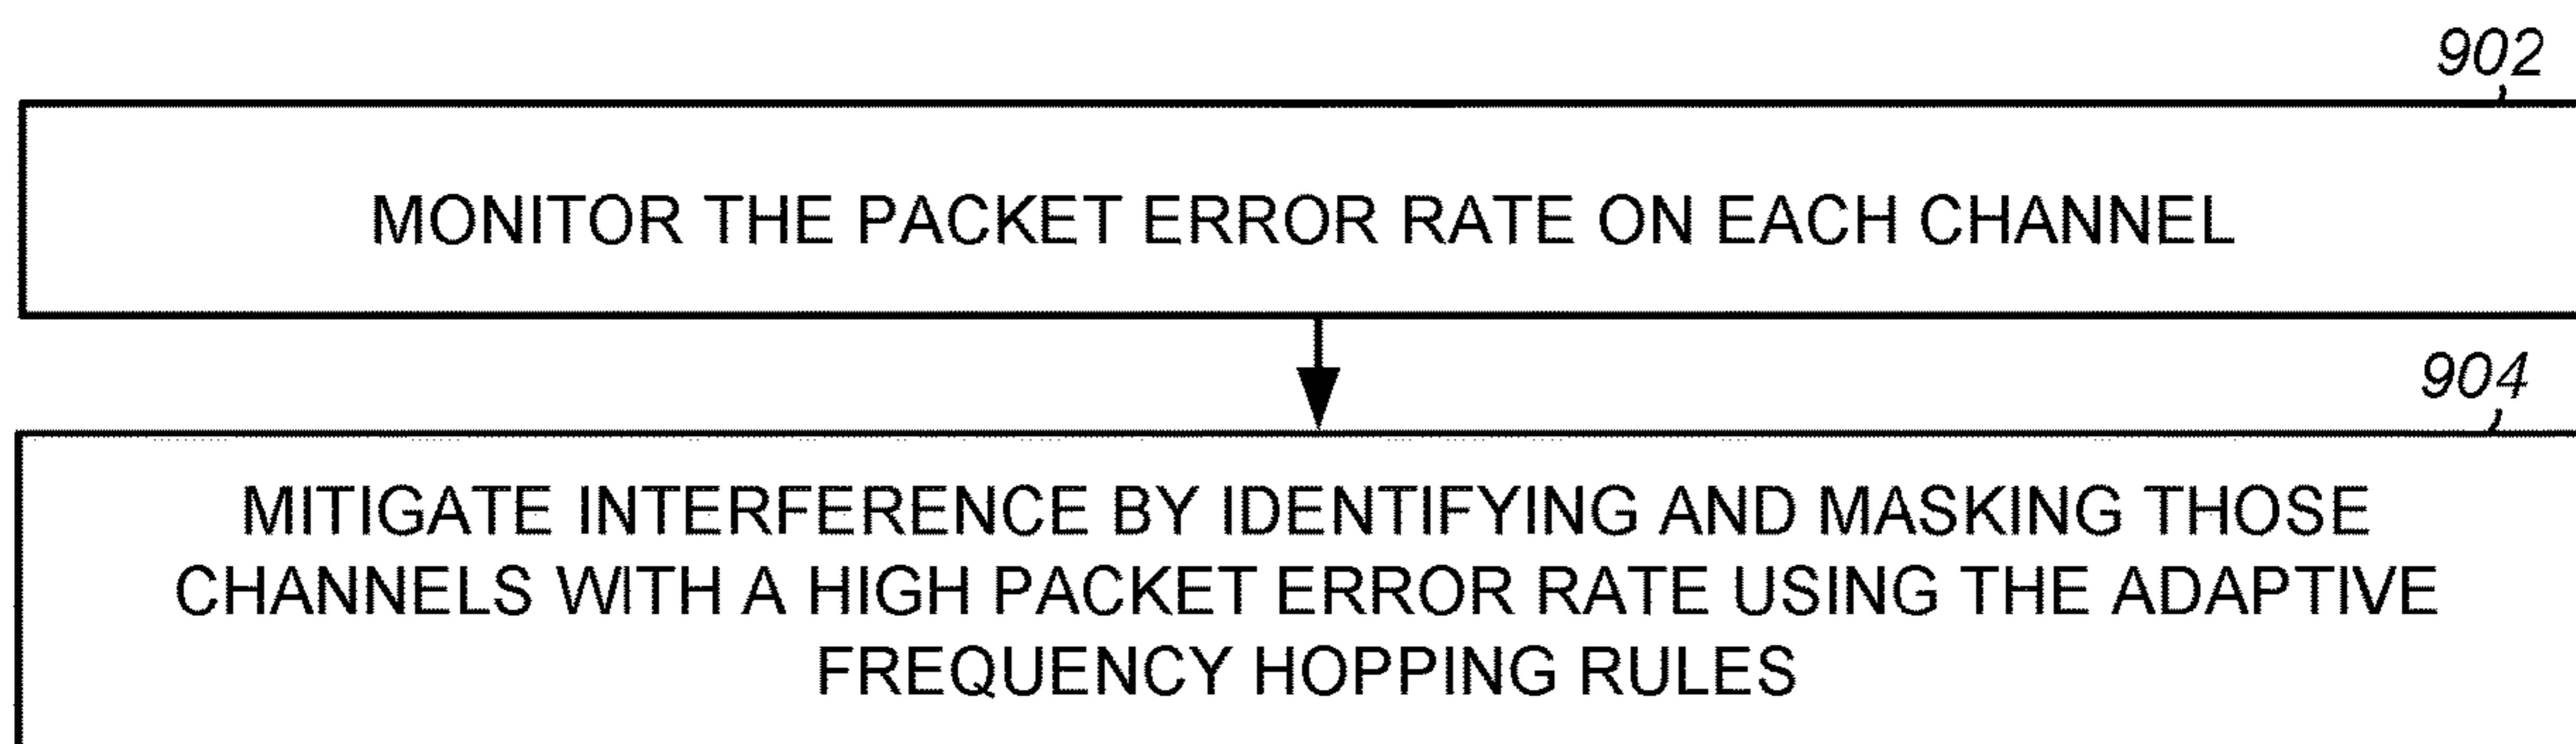 902
MONITOR THE PACKET ERROR RATE ON EACH CHANNEL
904
MITIGATE INTERFERENCE BY IDENTIFYING AND MASKING THOSE
CHANNELS WITH A HIGH PACKET ERROR RATE USING THE ADAPTIVE
FREQUENCY HOPPING RULES